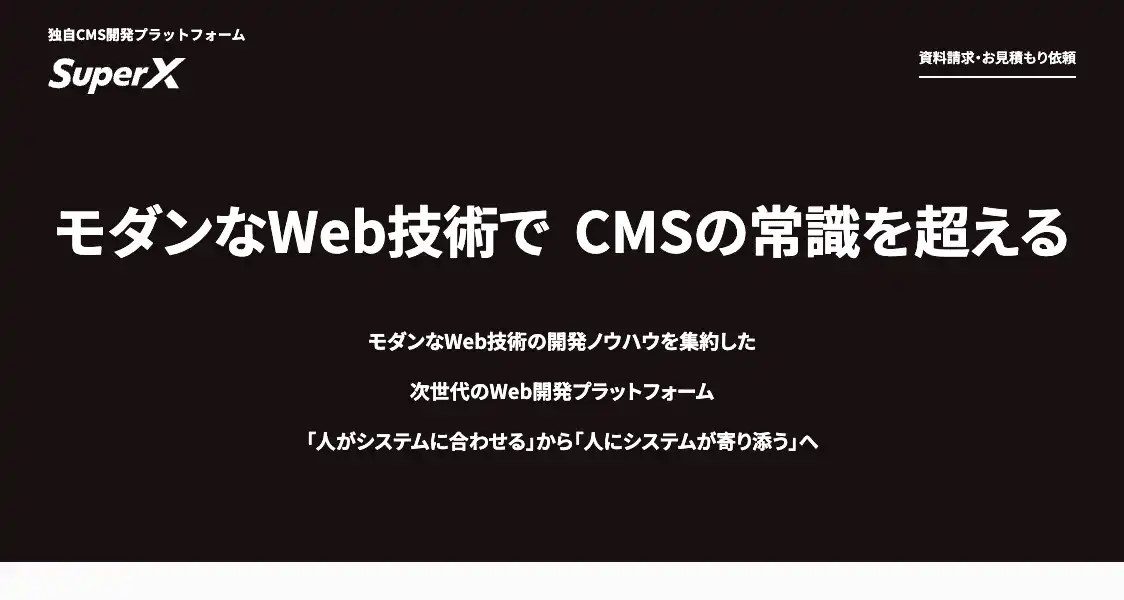 独自CMS開発プラットフォーム
SuperX
資料請求・お見積もり依頼
モダンなWeb技術で CMSの常識を超える
モダンなWeb技術の開発ノウハウを集約した
次世代のWeb開発プラットフォーム
「人がシステムに合わせる」から「人にシステムが寄り添う」へ